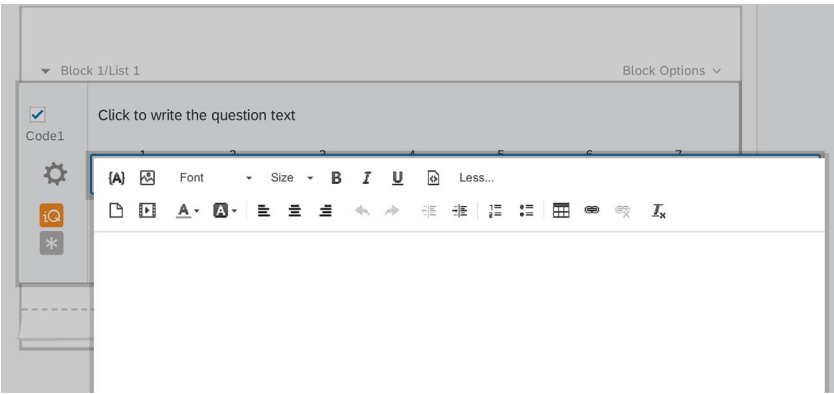 Block 1/List 1 Block Options
Click to write the question text
Code1
1 2 3 4 5 6 7
{A} Font Size B I U Less...
iQ
A A Ix